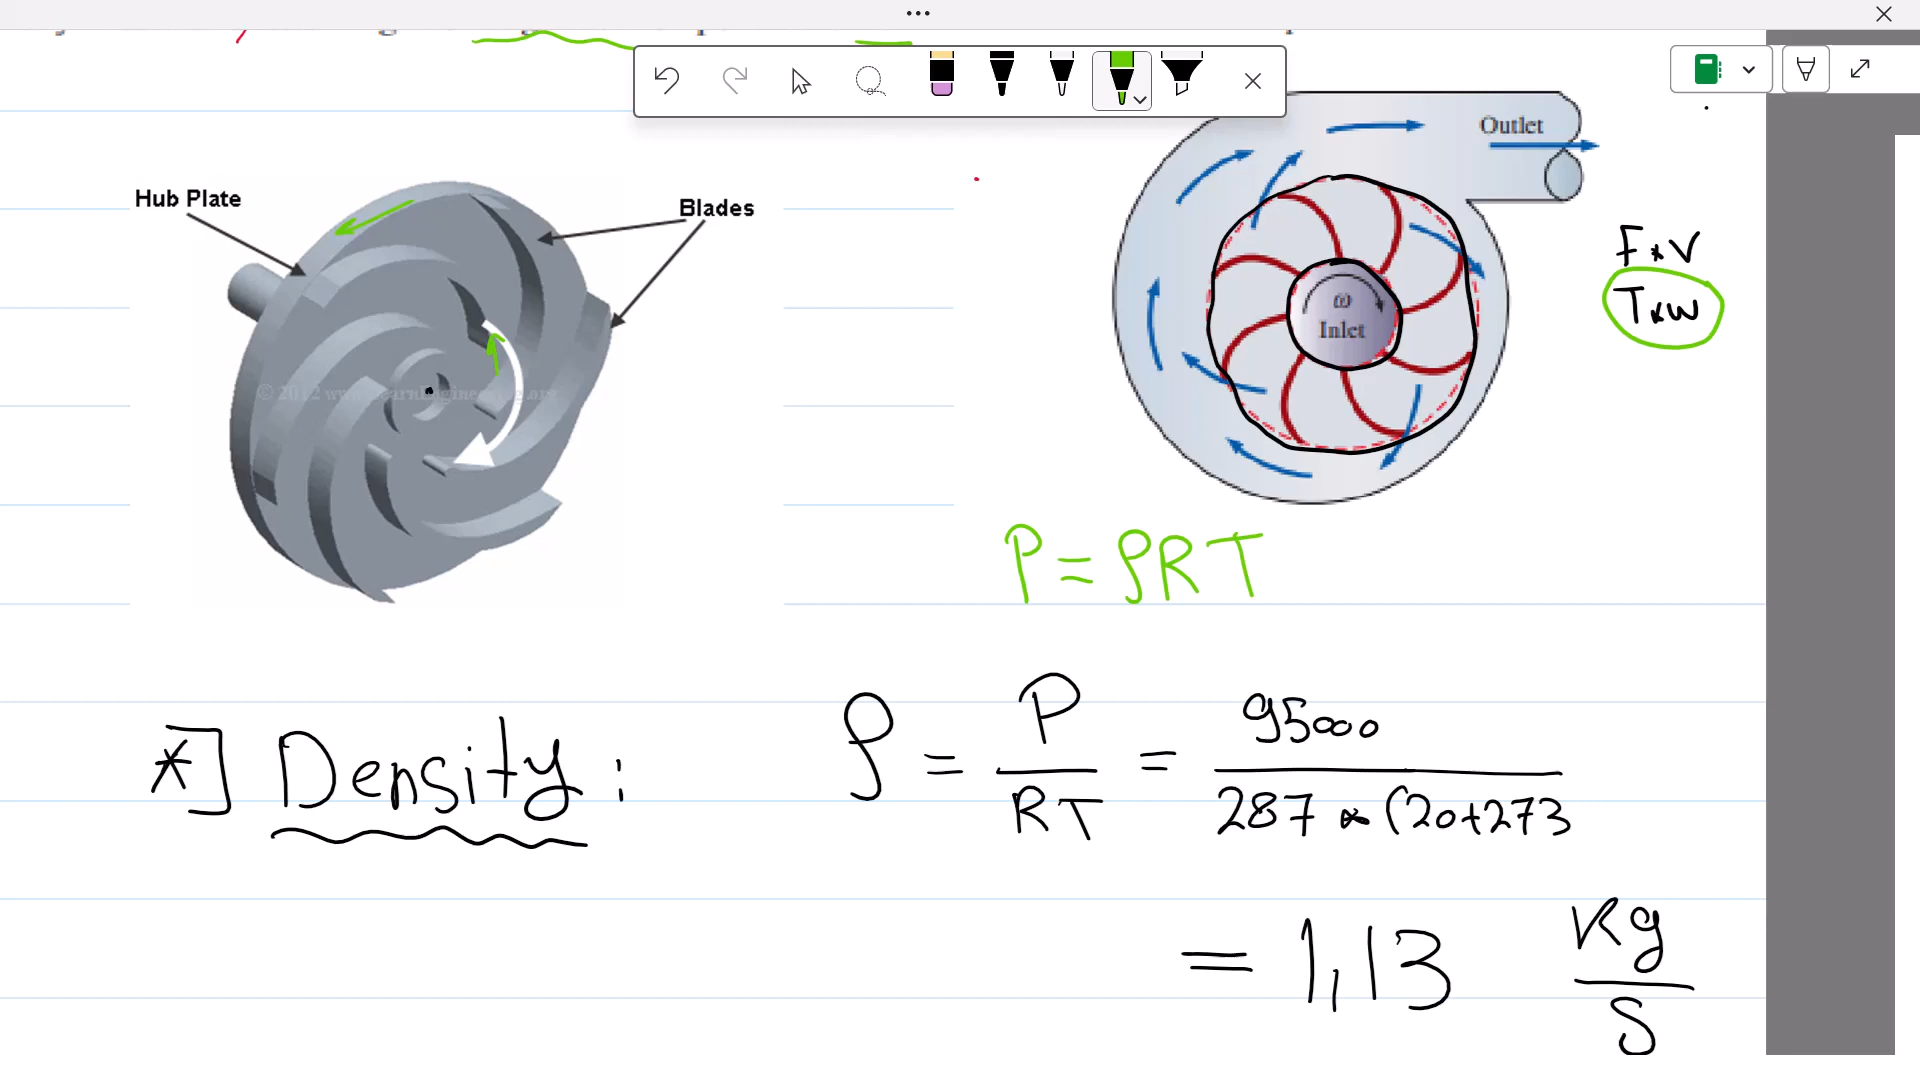 Outlet
Hub Plate
Blades
F*V
T*w
ω
Inlet
P = ρRT
*] Density:
ρ = P / RT = 95000 / 287 * (20+273
= 1,13 Kg / S